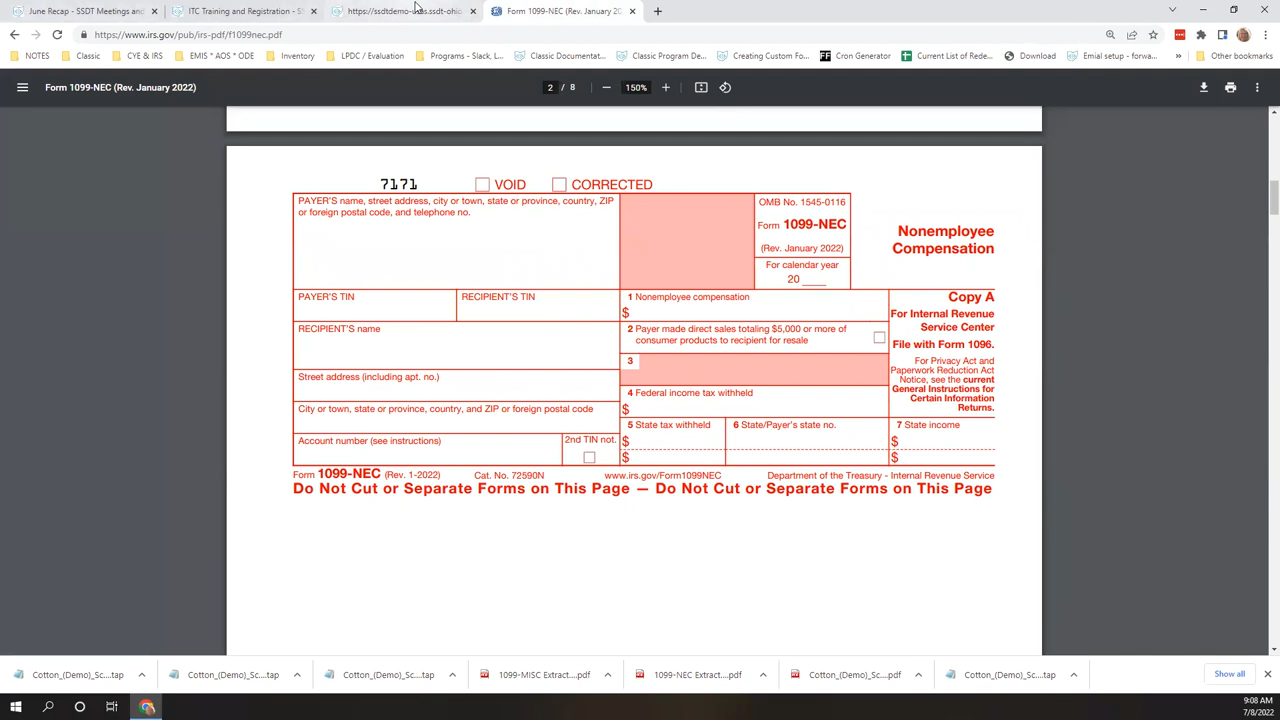 June Recap - SSDT Meetings and
ITC Training and Registration - SS
Form 1099-NEC (Rev. January 20
https://www.irs.gov/pub/irs-pdf/f1099nec.pdf
NOTES
Classic
CYE & IRS
EMIS * AOS * ODE
Inventory
LPDC / Evaluation
Programs - Slack, L...
Classic Documentat...
Classic Program De...
Creating Custom Fo...
FF Cron Generator
Current List of Rede...
Download
Emial setup - forwa...
»
Other bookmarks
Form 1099-NEC (Rev. January 2022)
2 / 8
150%
7171
VOID
CORRECTED
PAYER'S name, street address, city or town, state or province, country, ZIP
or foreign postal code, and telephone no.
OMB No. 1545-0116
Form 1099-NEC
(Rev. January 2022)
For calendar year
20 ____
Nonemployee
Compensation
PAYER'S TIN
RECIPIENT'S TIN
1 Nonemployee compensation
$
Copy A
For Internal Revenue
Service Center
File with Form 1096.
RECIPIENT'S name
2 Payer made direct sales totaling $5,000 or more of
consumer products to recipient for resale
3
For Privacy Act and
Paperwork Reduction Act
Notice, see the current
General Instructions for
Certain Information
Returns.
Street address (including apt. no.)
4 Federal income tax withheld
$
City or town, state or province, country, and ZIP or foreign postal code
5 State tax withheld
$
$
6 State/Payer's state no.
7 State income
$
$
Account number (see instructions)
2nd TIN not.
Form 1099-NEC (Rev. 1-2022)
Cat. No. 72590N
www.irs.gov/Form1099NEC
Department of the Treasury - Internal Revenue Service
Do Not Cut or Separate Forms on This Page — Do Not Cut or Separate Forms on This Page
Cotton_(Demo)_Sc....tap
Cotton_(Demo)_Sc....tap
Cotton_(Demo)_Sc....tap
1099-MISC Extract....pdf
1099-NEC Extract....pdf
Cotton_(Demo)_Sc....pdf
Cotton_(Demo)_Sc....tap
Show all
9:08 AM
7/8/2022